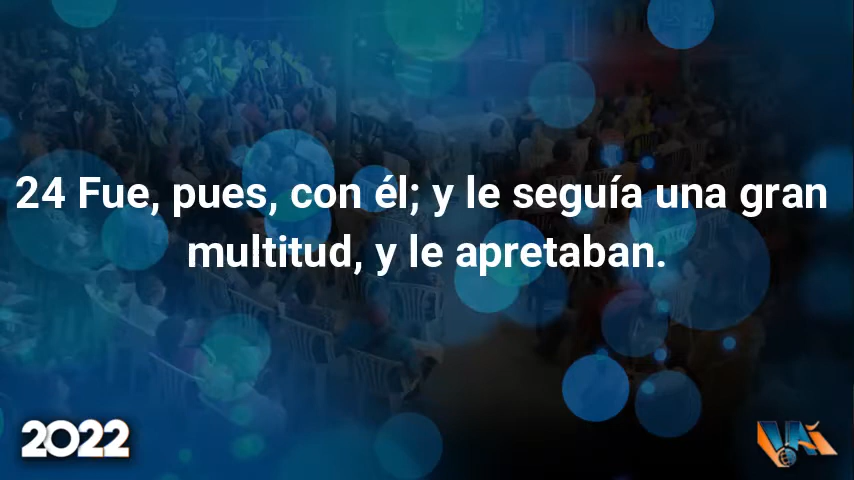 24 Fue, pues, con él; y le seguía una gran
multitud, y le apretaban.
2022